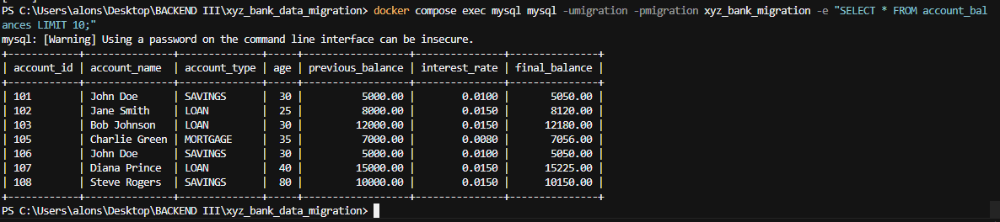 PS C:\Users\alons\Desktop\BACKEND III\xyz_bank_data_migration> docker compose exec mysql mysql -umigration -pmigration xyz_bank_migration -e "SELECT * FROM account_bal
ances LIMIT 10;"
mysql: [Warning] Using a password on the command line interface can be insecure.
+------------+---------------+--------------+-----+------------------+---------------+---------------+
| account_id | account_name  | account_type | age | previous_balance | interest_rate | final_balance |
+------------+---------------+--------------+-----+------------------+---------------+---------------+
| 101        | John Doe      | SAVINGS      |  30 |          5000.00 |        0.0100 |       5050.00 |
| 102        | Jane Smith    | LOAN         |  25 |          8000.00 |        0.0150 |       8120.00 |
| 103        | Bob Johnson   | LOAN         |  30 |         12000.00 |        0.0150 |      12180.00 |
| 105        | Charlie Green | MORTGAGE     |  35 |          7000.00 |        0.0080 |       7056.00 |
| 106        | John Doe      | SAVINGS      |  30 |          5000.00 |        0.0100 |       5050.00 |
| 107        | Diana Prince  | LOAN         |  40 |         15000.00 |        0.0150 |      15225.00 |
| 108        | Steve Rogers  | SAVINGS      |  80 |         10000.00 |        0.0150 |      10150.00 |
+------------+---------------+--------------+-----+------------------+---------------+---------------+
PS C:\Users\alons\Desktop\BACKEND III\xyz_bank_data_migration>